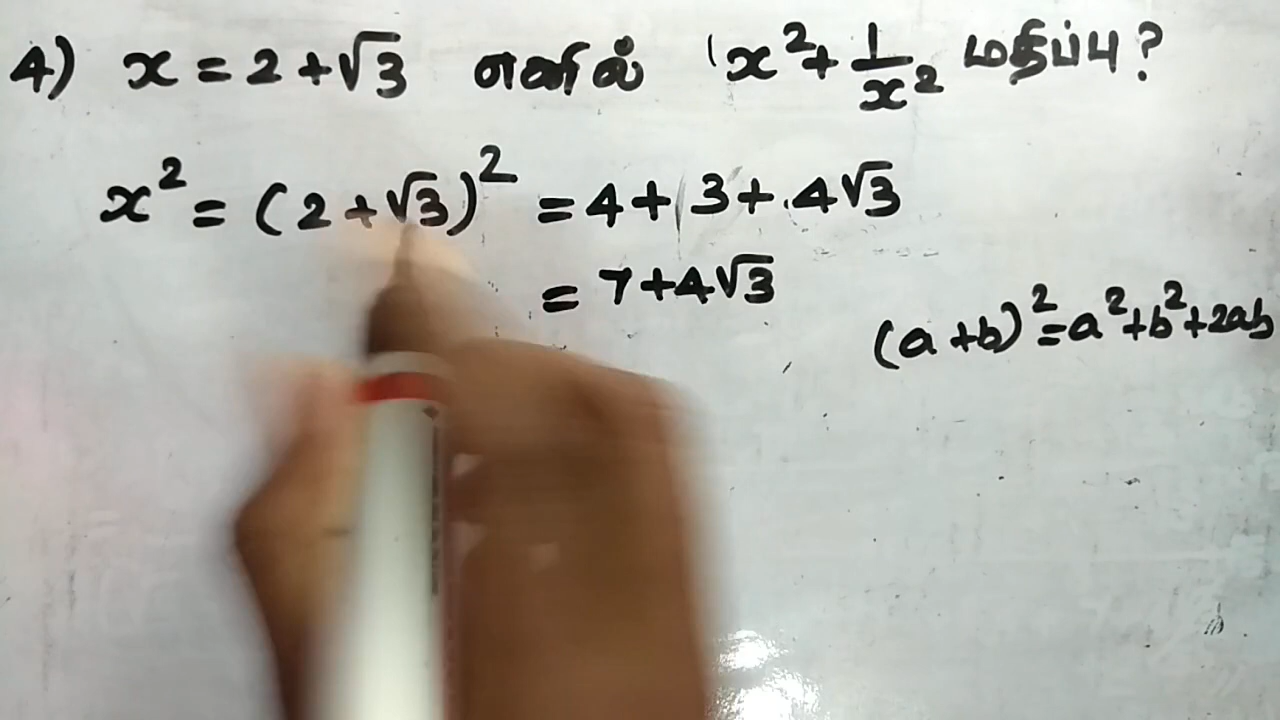 4) x = 2 + √3 எனில் x² + 1/x² மதிப்பு?
x² = (2 + √3)² = 4 + 3 + 4√3
= 7 + 4√3
(a + b)² = a² + b² + 2ab